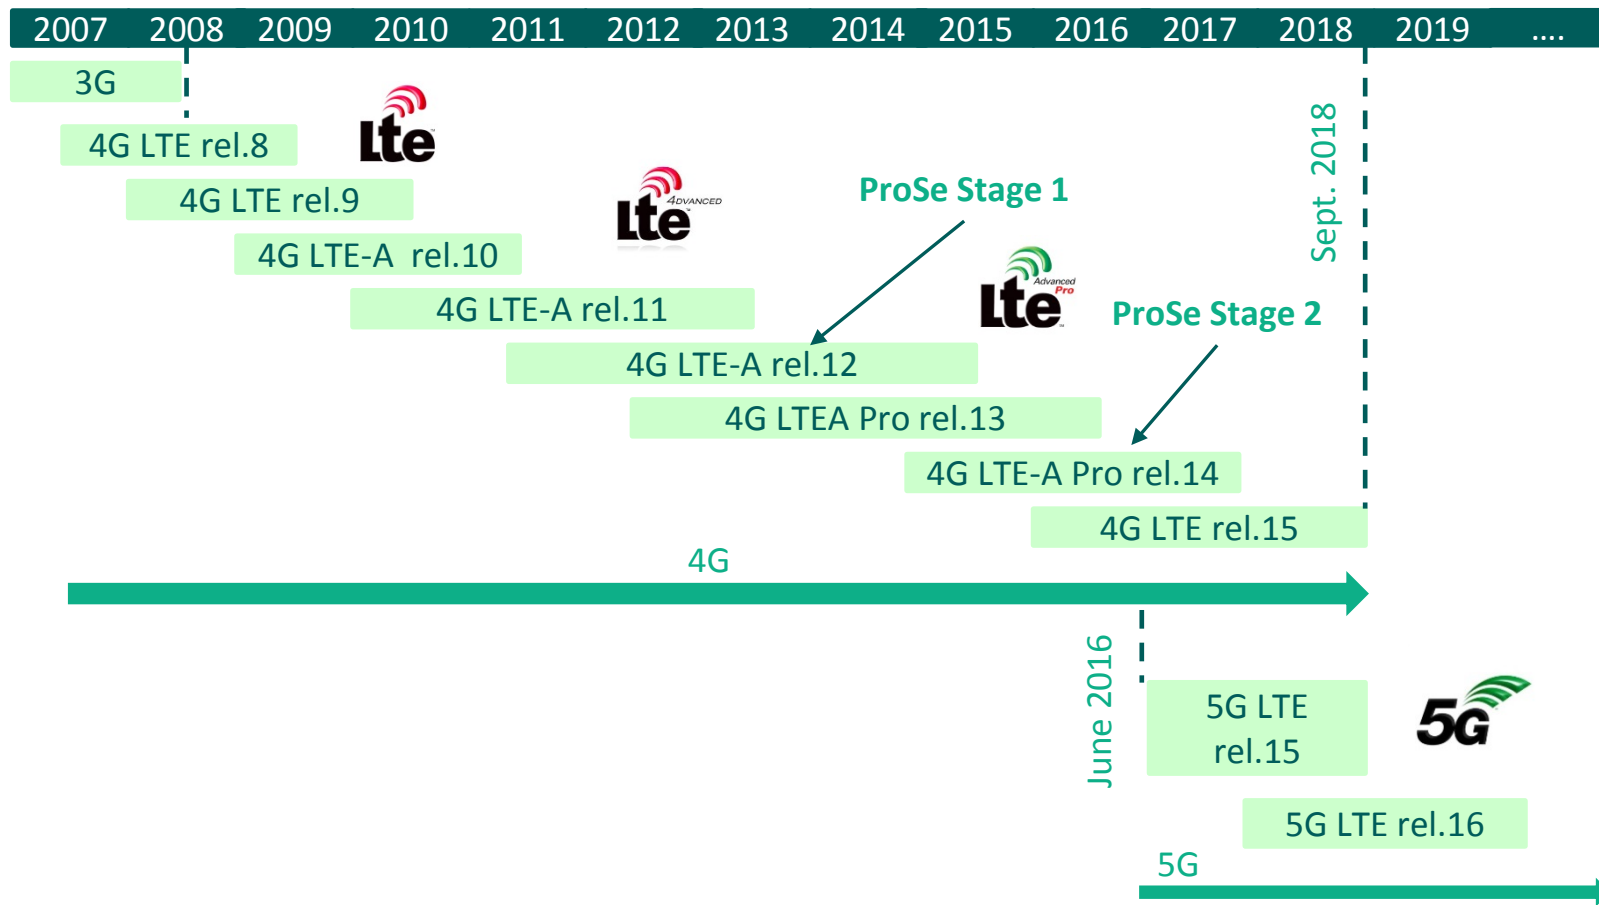 2007 2008 2009 2010 2011 2012 2013 2014 2015 2016 2017 2018 2019 ....
3G
4G LTE rel.8
Lte
4G LTE rel.9
4G LTE-A rel.10
Lte 4DVANCED
ProSe Stage 1
Sept. 2018
4G LTE-A rel.11
Lte Advanced
Pro
ProSe Stage 2
4G LTE-A rel.12
4G LTEA Pro rel.13
4G LTE-A Pro rel.14
4G LTE rel.15
4G
June 2016
5G LTE
rel.15
5G
5G LTE rel.16
5G